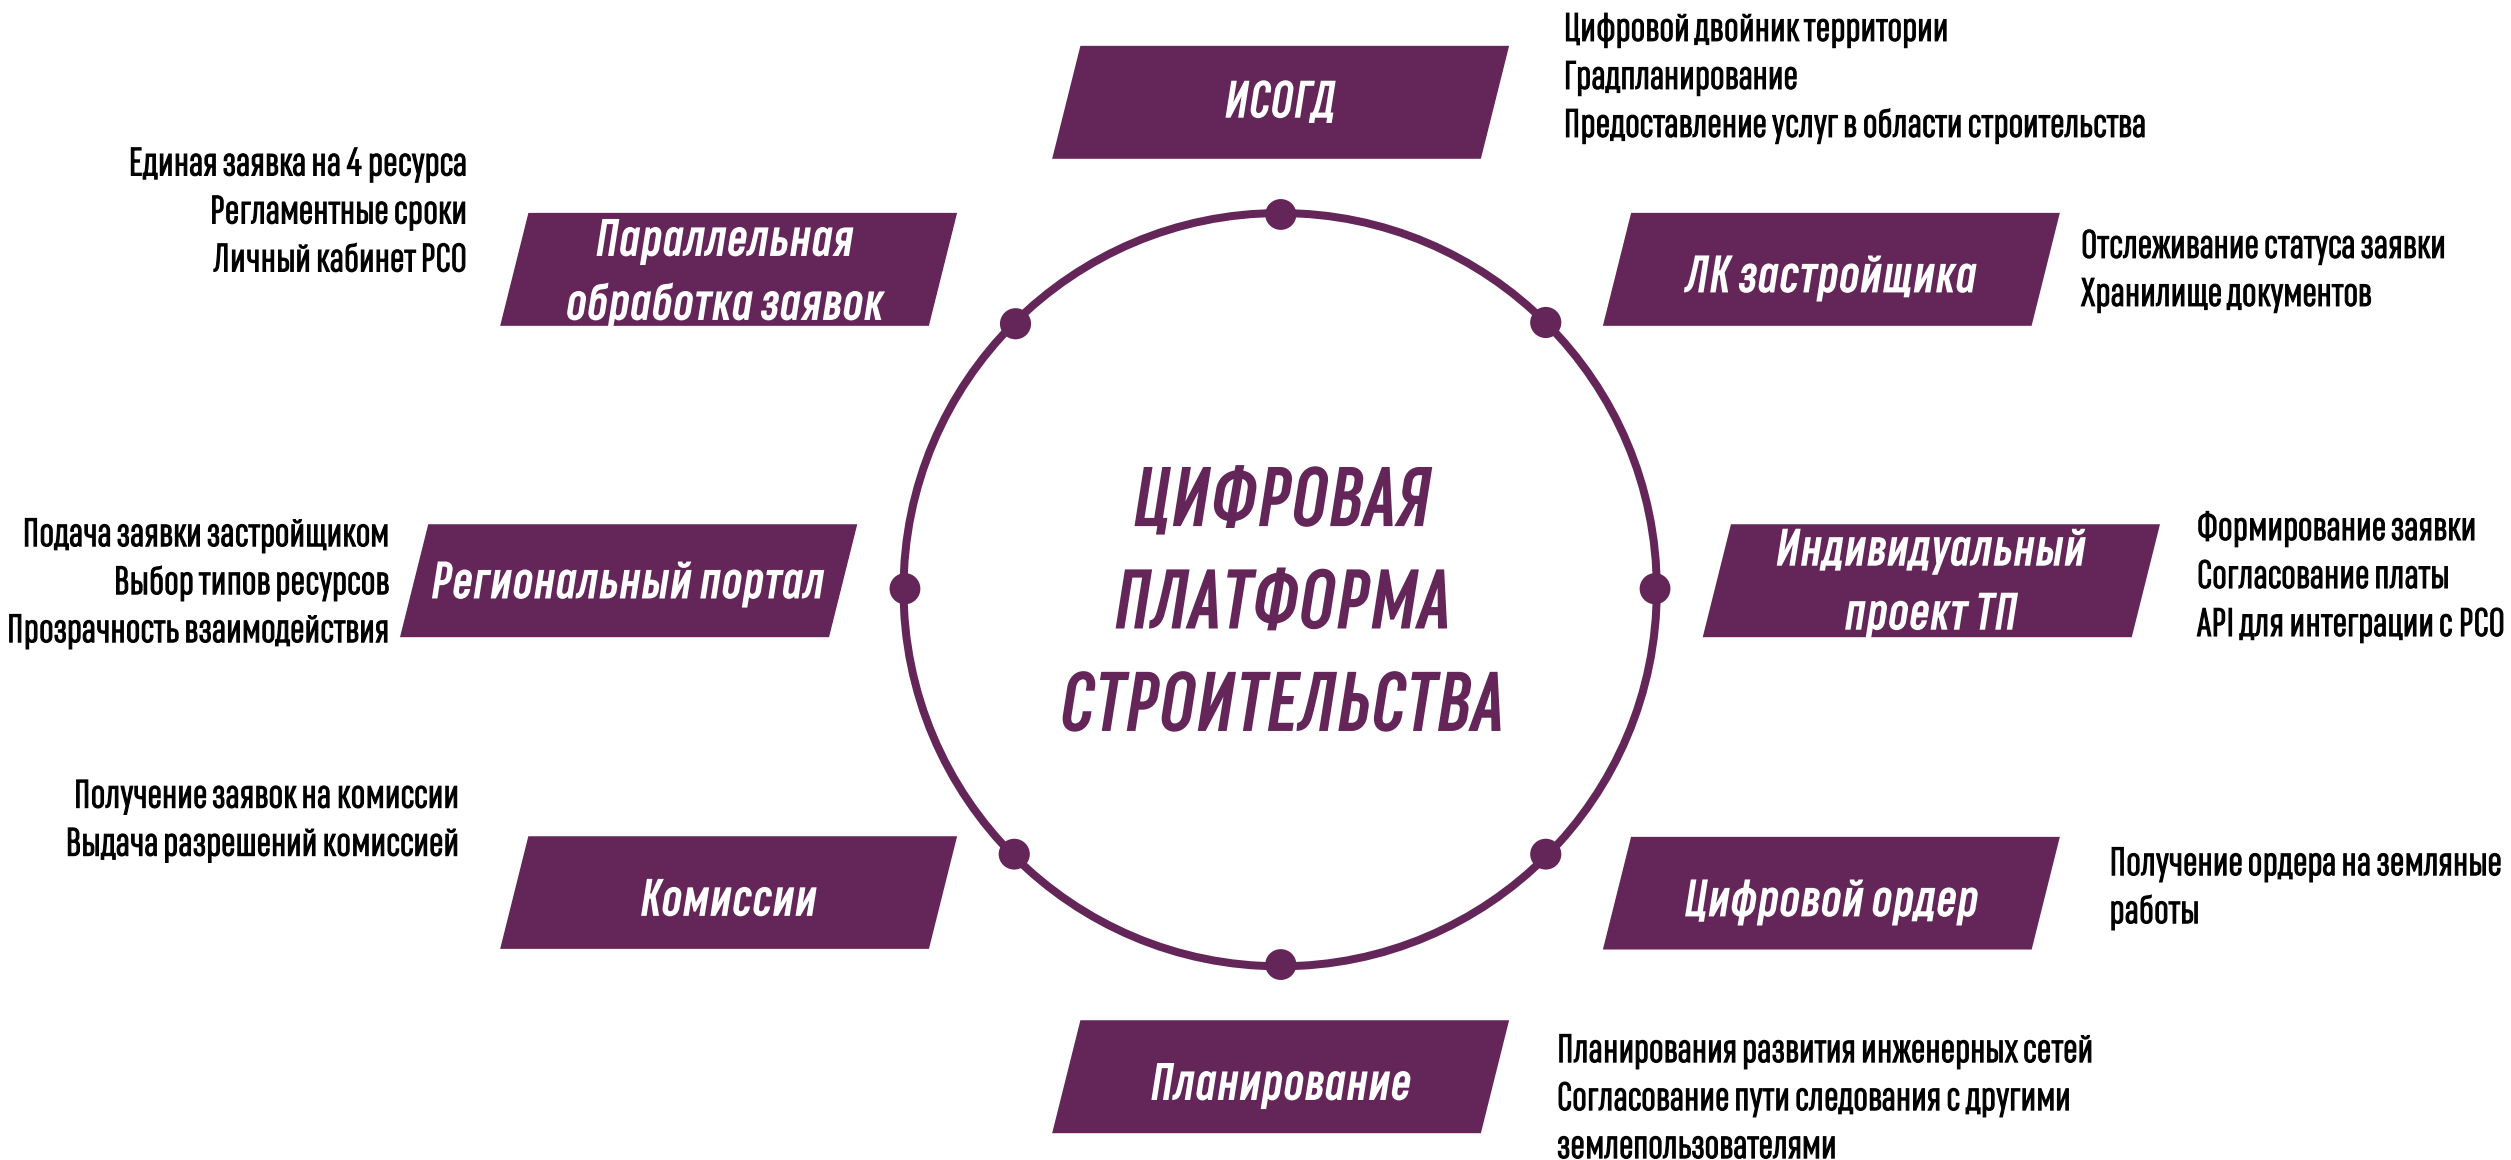 ИСОГД
Цифровой двойник территории
Градпланирование
Предоставление услуг в области строительства
Единая заявка на 4 ресурса
Регламентные сроки
Личный кабинет РСО
Параллельная
обработка заявок
ЛК застройщика
Отслеживание статуса заявки
Хранилище документов
ЦИФРОВАЯ
ПЛАТФОРМА
СТРОИТЕЛЬСТВА
Подача заявки застройщиком
Выбор типов ресурсов
Прозрачность взаимодействия
Региональный портал
Индивидуальный
проект ТП
Формирование заявки
Согласование платы
API для интеграции с РСО
Получение заявок на комиссии
Выдача разрешений комиссией
Комиссии
Цифровой ордер
Получение ордера на земляные
работы
Планирование
Планирования развития инженерных сетей
Согласование пути следования с другими
землепользователями